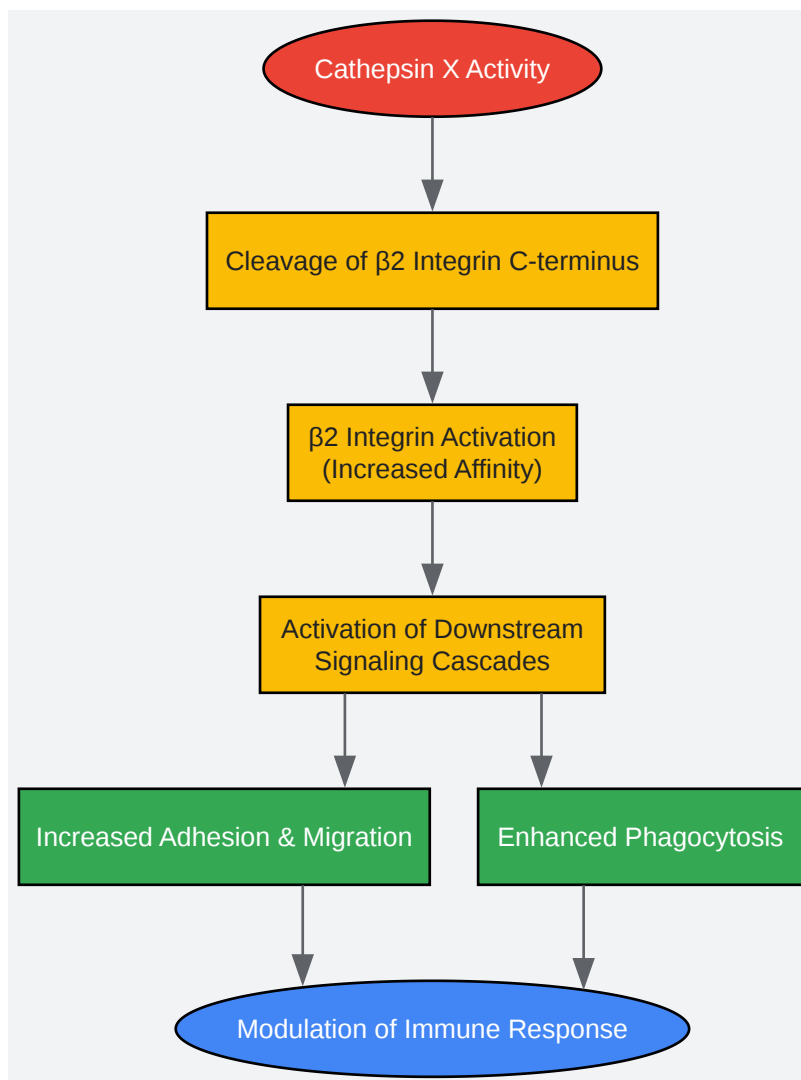 Cathepsin X Activity
Cleavage of β2 Integrin C-terminus
β2 Integrin Activation
(Increased Affinity)
Activation of Downstream
Signaling Cascades
Increased Adhesion & Migration
Enhanced Phagocytosis
Modulation of Immune Response